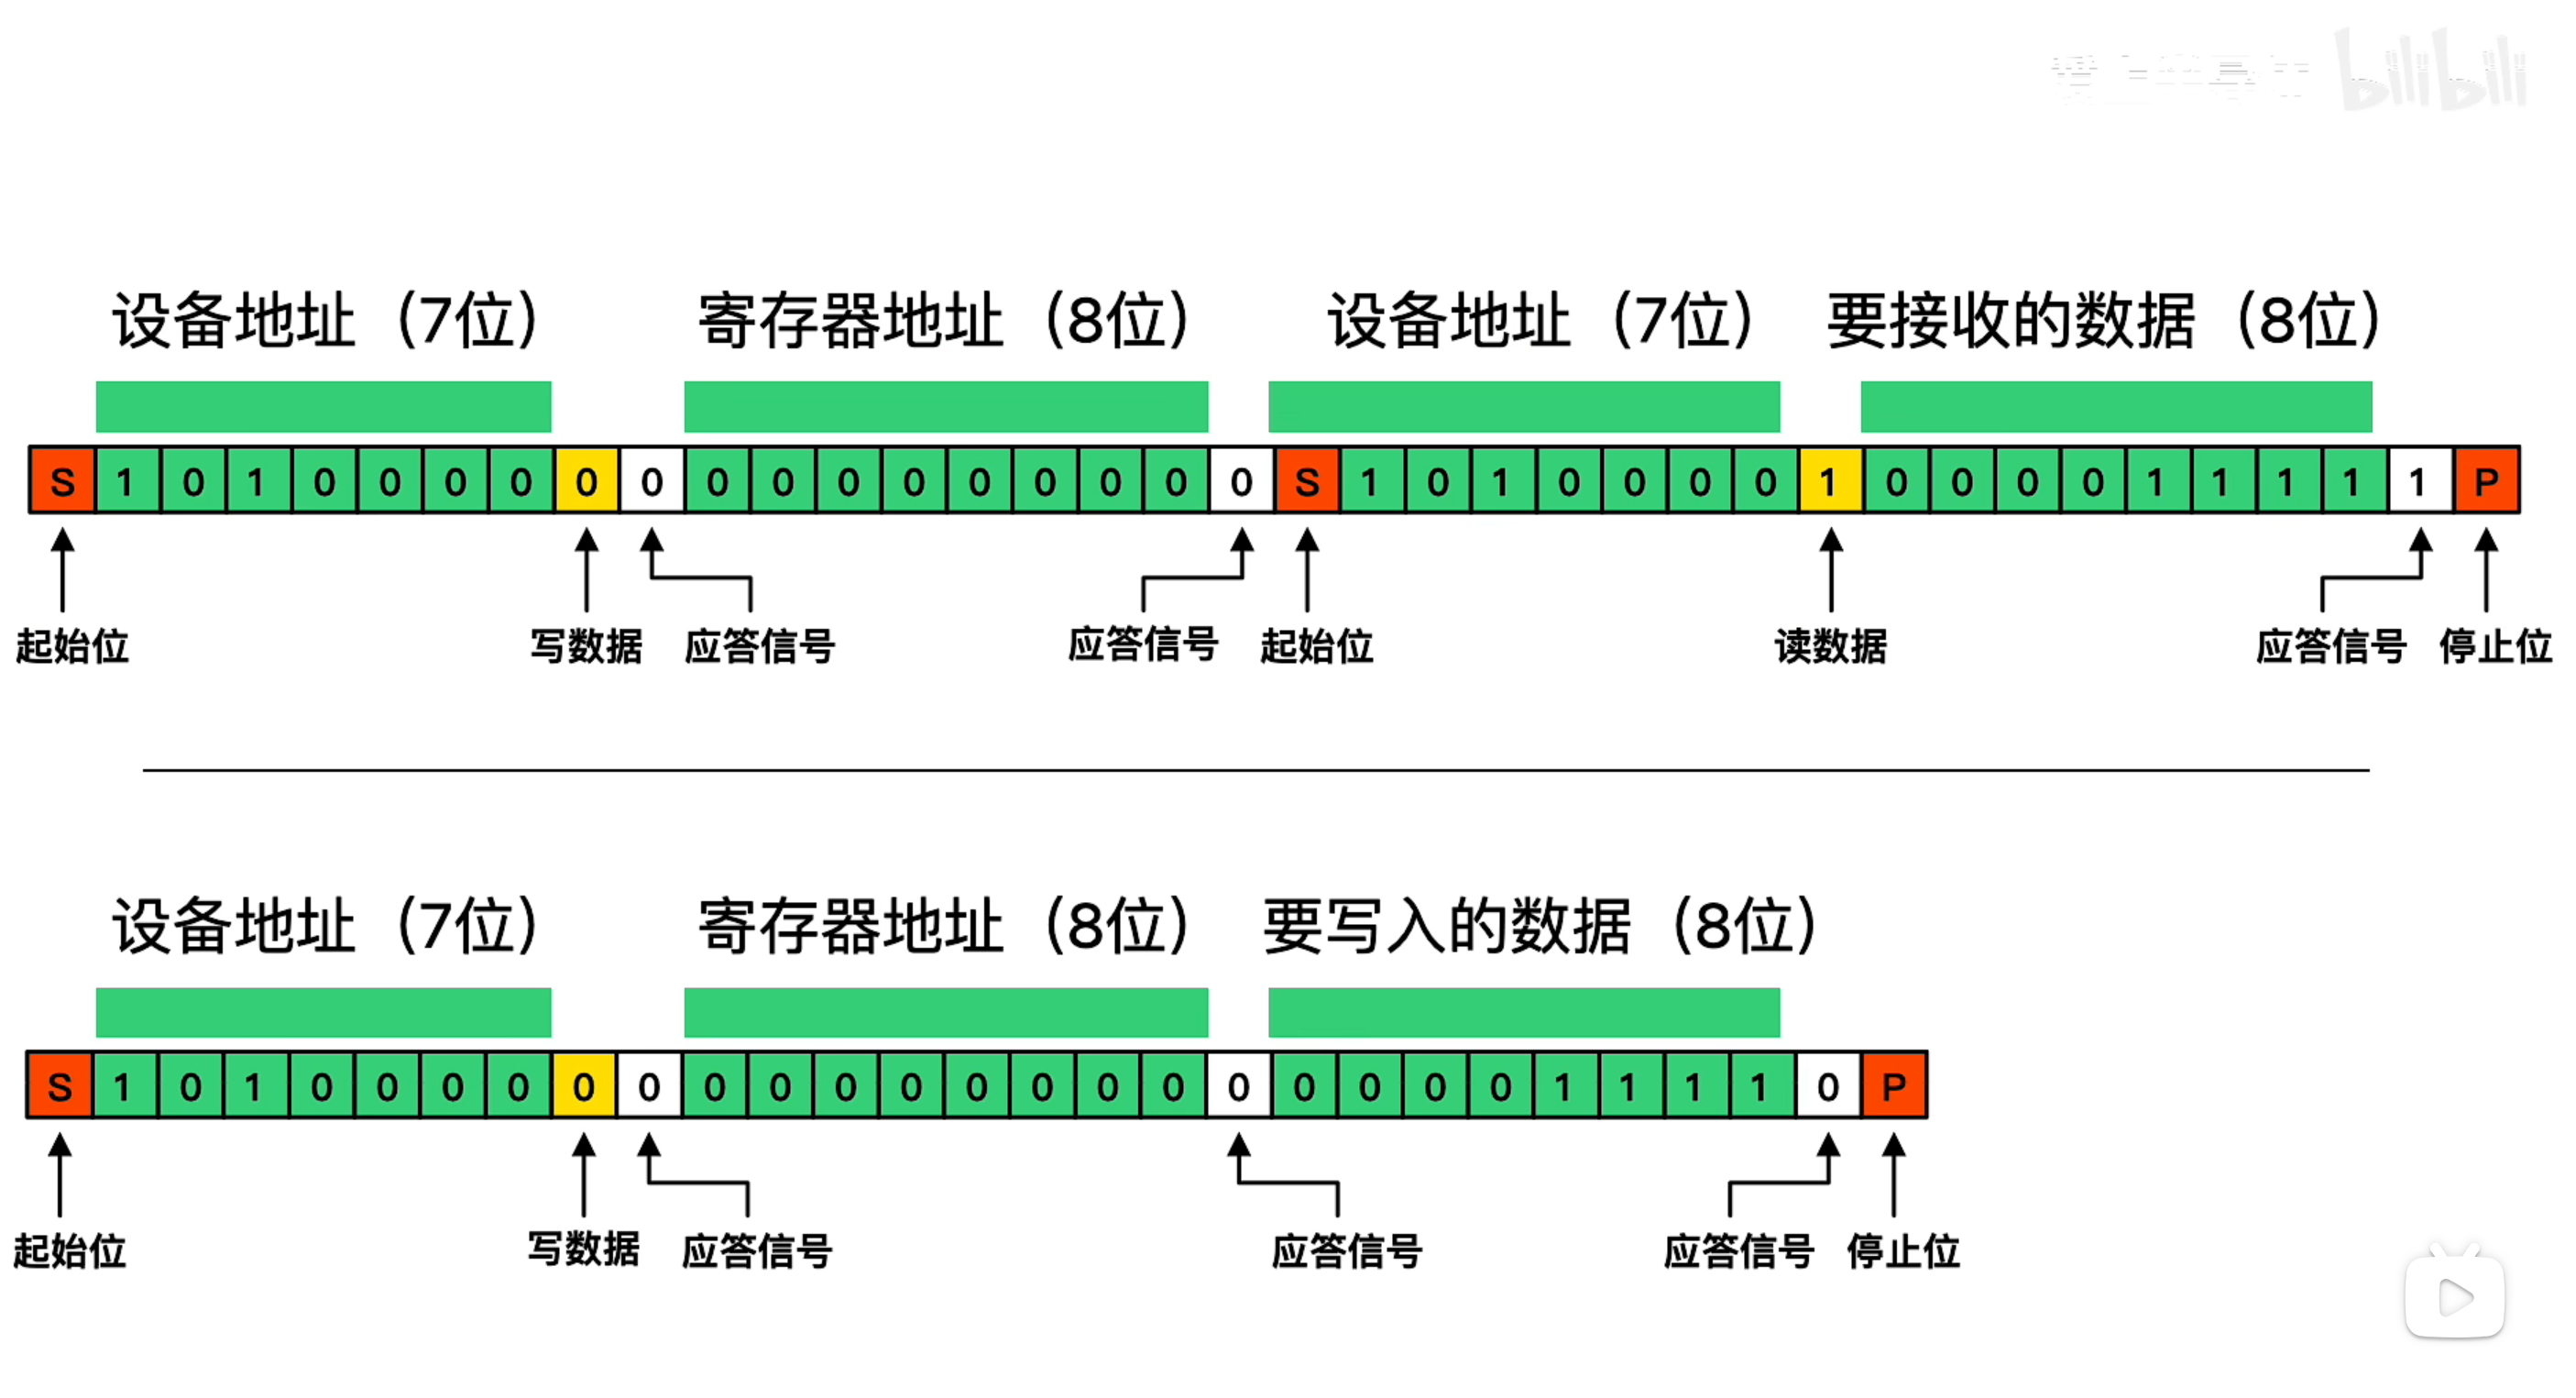 bilibili
设备地址（7位） 寄存器地址（8位） 设备地址（7位） 要接收的数据（8位）
S 1 0 1 0 0 0 0 0 0 0 0 0 0 0 0 0 0 0 S 1 0 1 0 0 0 0 1 0 0 0 0 1 1 1 1 1 P
起始位 写数据 应答信号 应答信号 起始位 读数据 应答信号 停止位
设备地址（7位） 寄存器地址（8位） 要写入的数据（8位）
S 1 0 1 0 0 0 0 0 0 0 0 0 0 0 0 0 0 0 0 0 0 0 1 1 1 1 0 P
起始位 写数据 应答信号 应答信号 应答信号 停止位